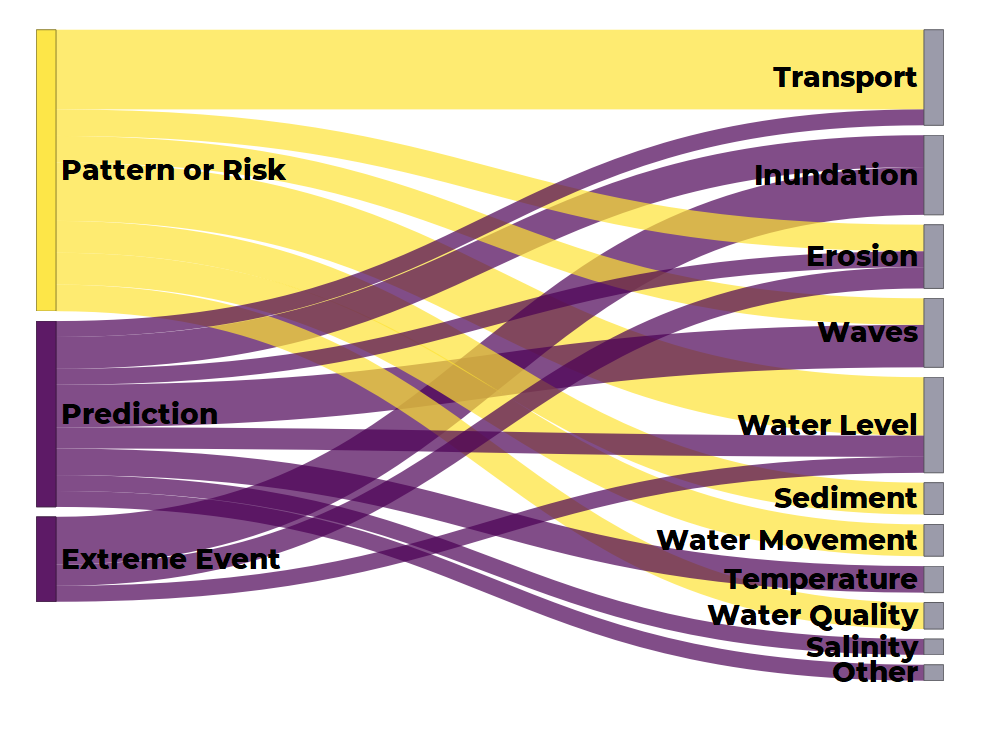 Pattern or Risk
Prediction
Extreme Event
Transport
Inundation
Erosion
Waves
Water Level
Sediment
Water Movement
Temperature
Water Quality
Salinity
Other